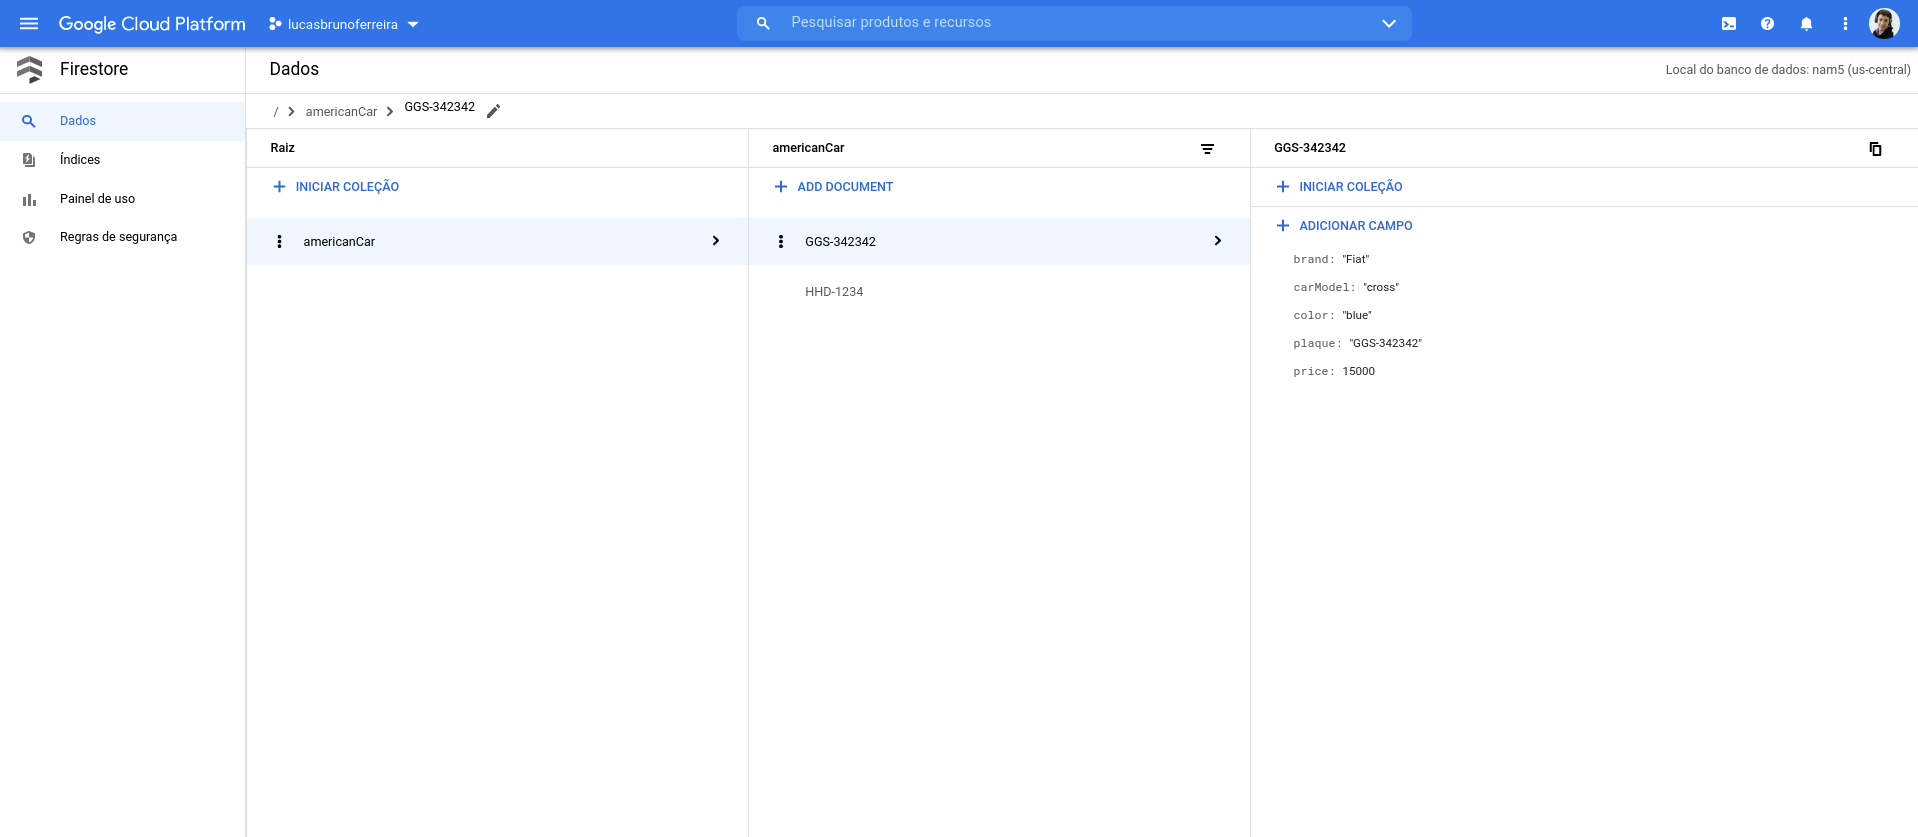 Google Cloud Platform
lucasbrunoferreira
Pesquisar produtos e recursos
Firestore
Dados
Índices
Painel de uso
Regras de segurança
Dados
Local do banco de dados: nam5 (us-central)
/ americanCar GGS-342342
Raiz
INICIAR COLEÇÃO
americanCar
americanCar
ADD DOCUMENT
GGS-342342
HHD-1234
GGS-342342
INICIAR COLEÇÃO
ADICIONAR CAMPO
brand: "Fiat"
carModel: "cross"
color: "blue"
plaque: "GGS-342342"
price: 15000